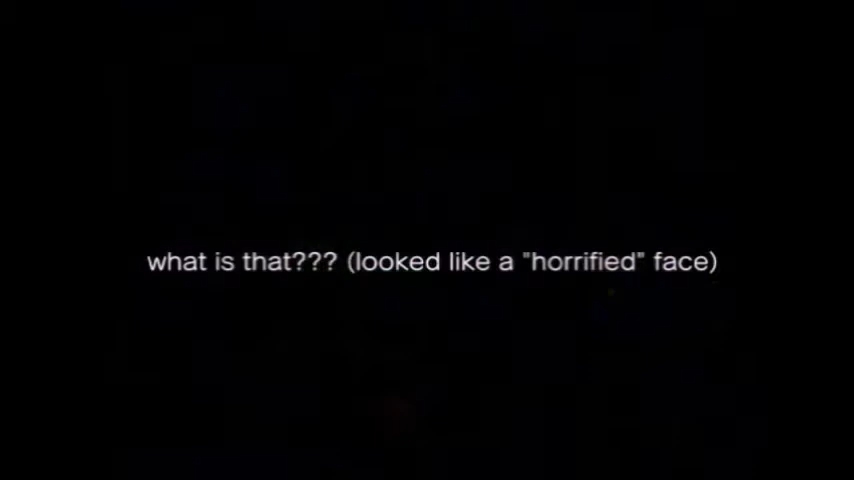 what is that??? (looked like a "horrified" face)